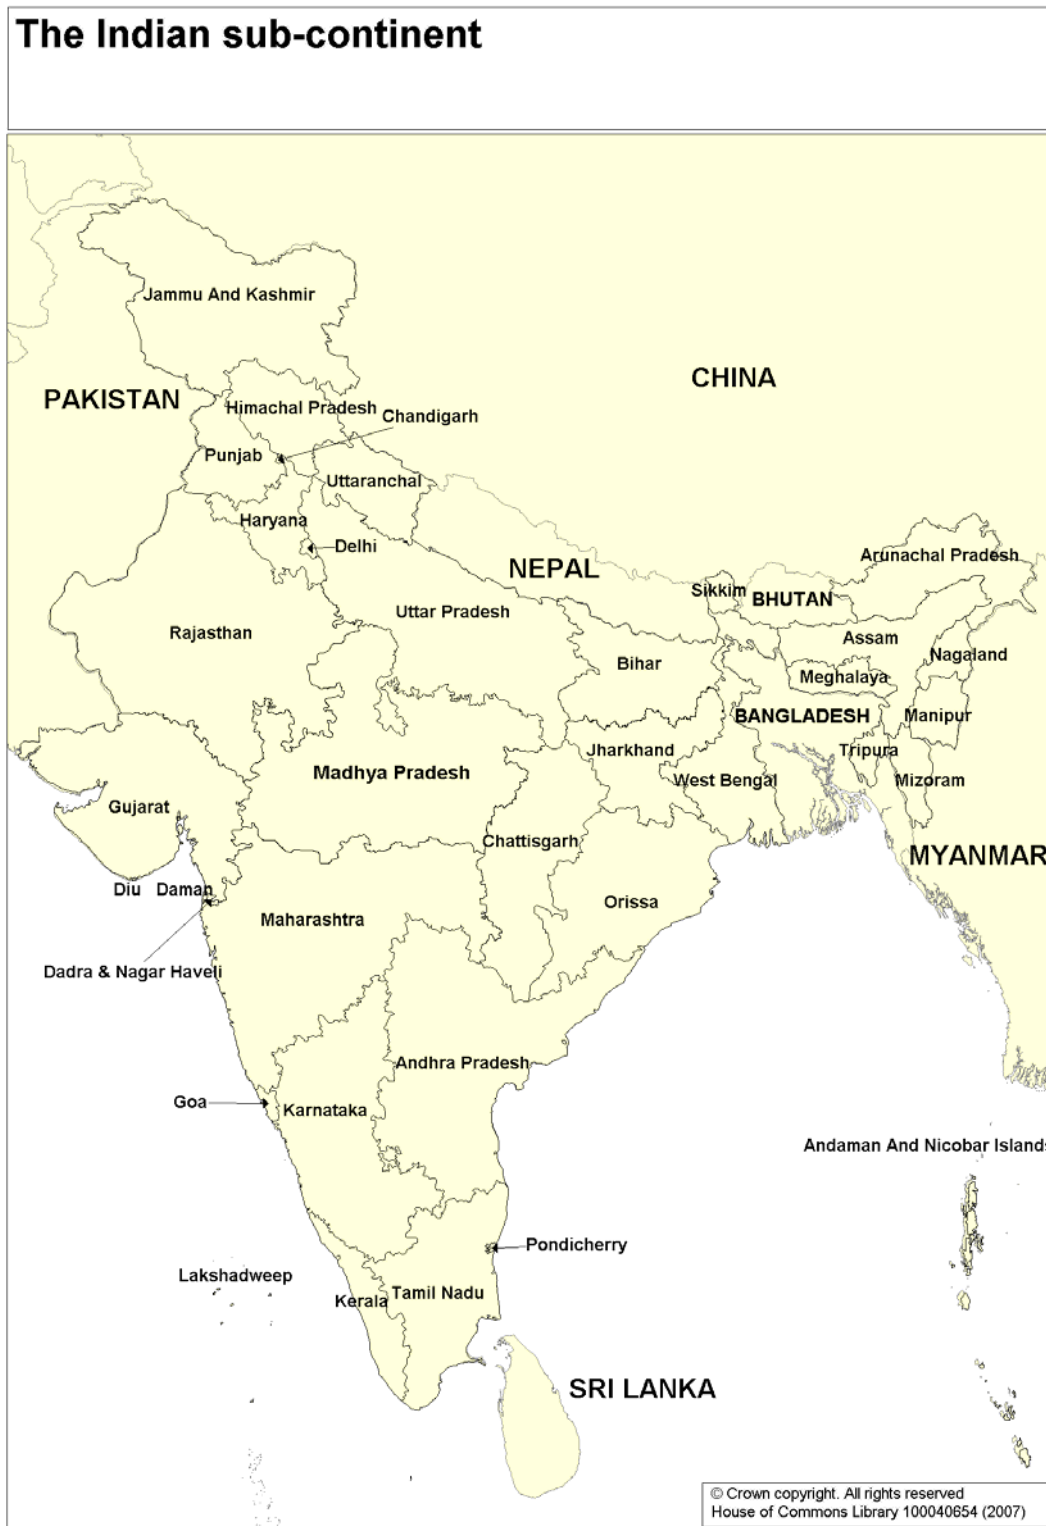 The Indian sub-continent
Jammu And Kashmir
CHINA
PAKISTAN
Himachal Pradesh
Chandigarh
Punjab
Uttaranchal
Haryana
Delhi
NEPAL
Arunachal Pradesh
Sikkim
BHUTAN
Uttar Pradesh
Rajasthan
Assam
Bihar
Nagaland
Meghalaya
BANGLADESH
Manipur
Jharkhand
Tripura
Madhya Pradesh
West Bengal
Mizoram
Gujarat
Chattisgarh
MYANMAR
Diu
Daman
Orissa
Maharashtra
Dadra & Nagar Haveli
Andhra Pradesh
Goa
Karnataka
Andaman And Nicobar Islands
Pondicherry
Lakshadweep
Kerala
Tamil Nadu
SRI LANKA
© Crown copyright. All rights reserved
House of Commons Library 100040654 (2007)